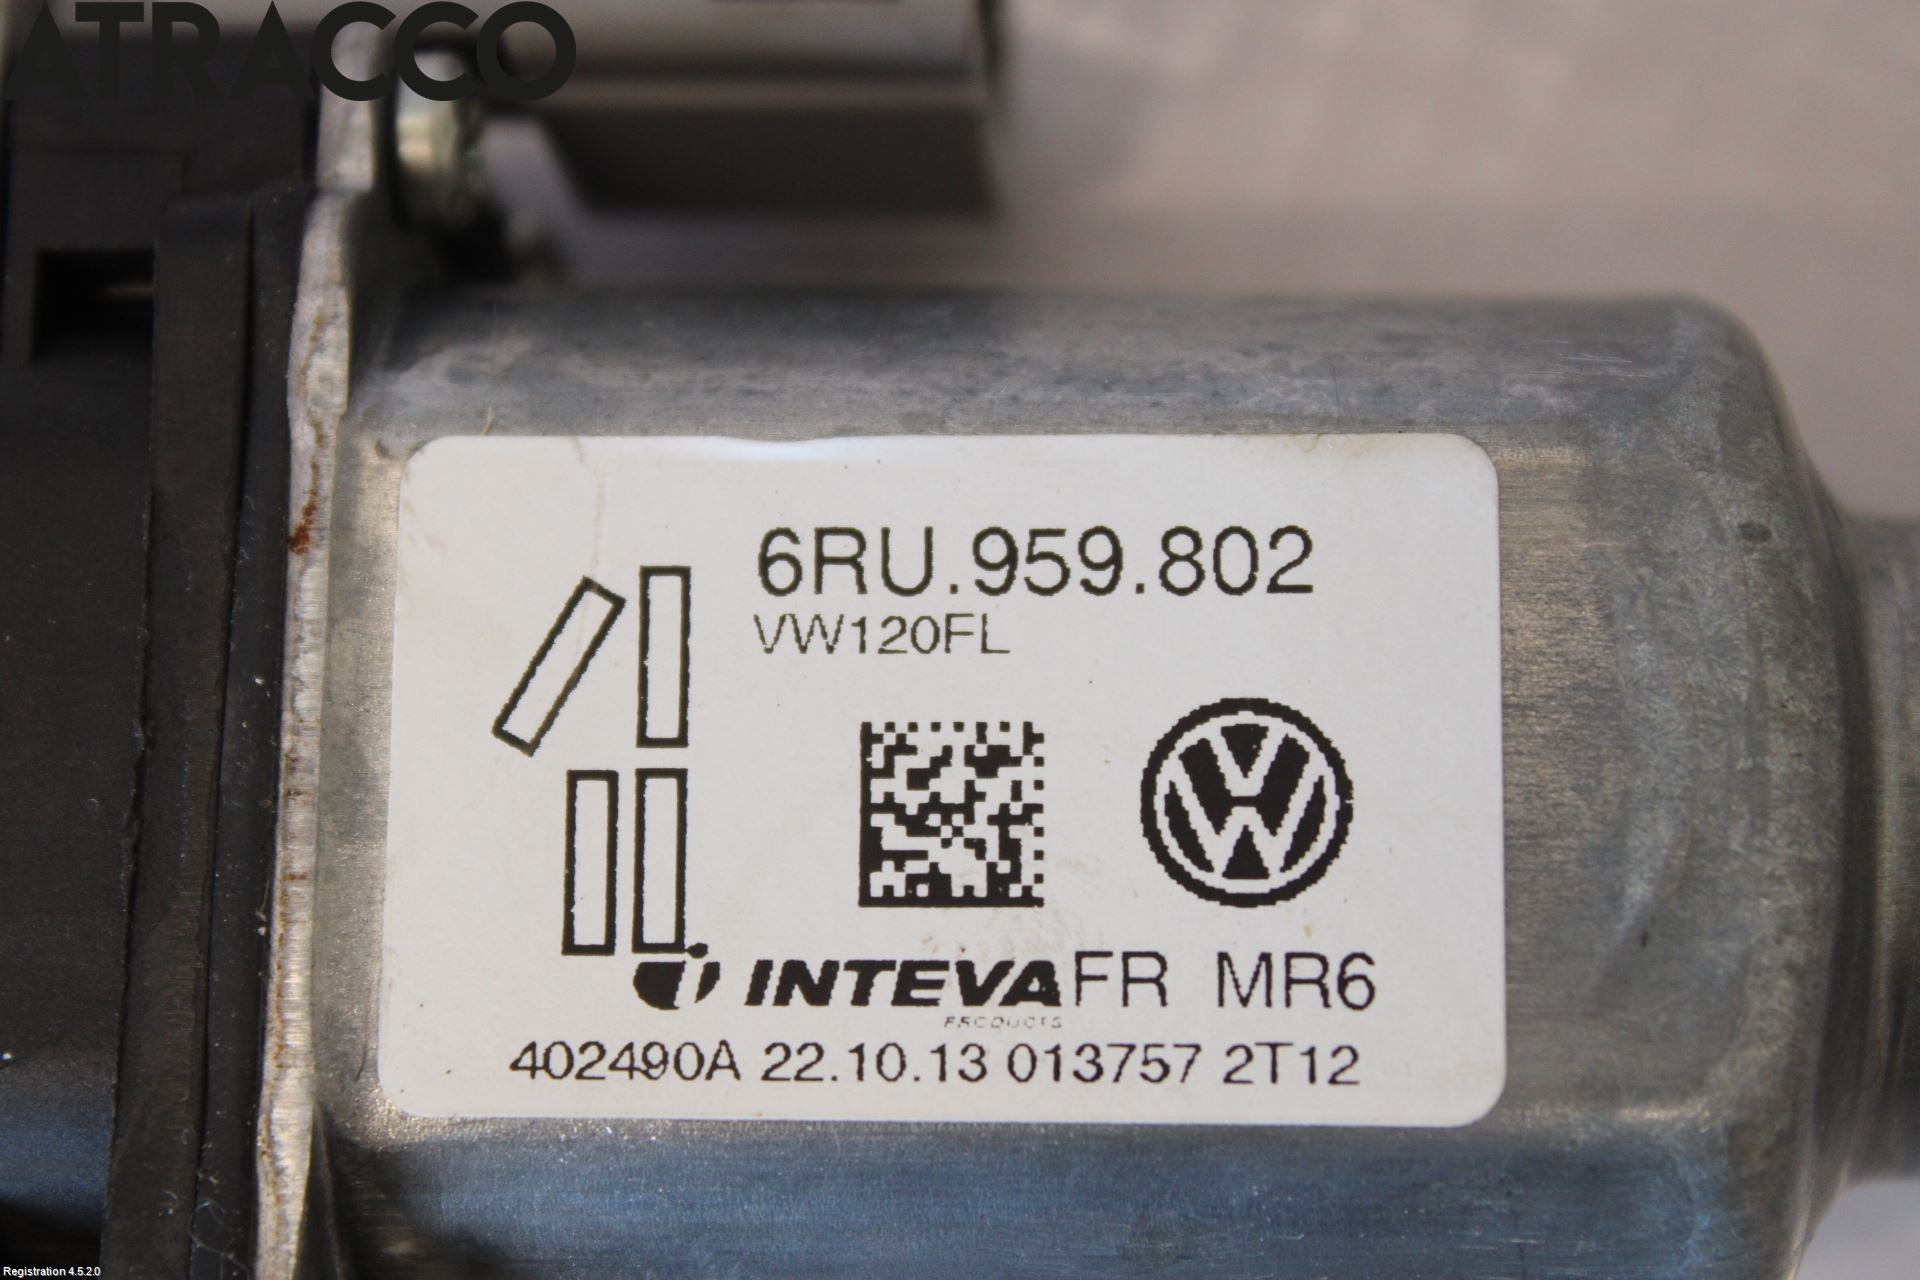 ATRACCO
6RU.959.802
VW120FL
INTEVA FR MR6
PRODUCTS
402490A 22.10.13 013757 2T12
Registration 4.5.2.0